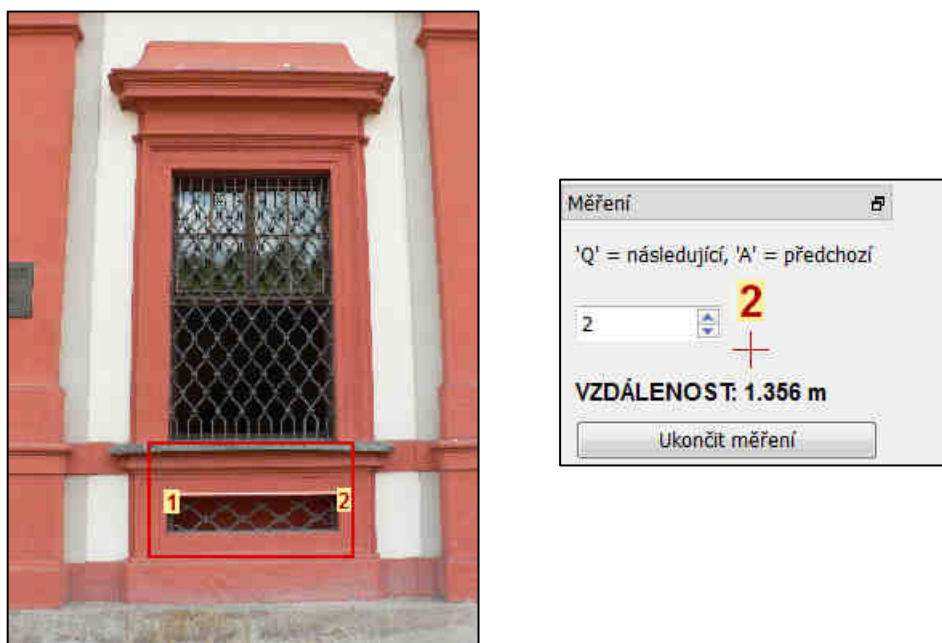 1 2
Měření
'Q' = následující, 'A' = předchozí
2
2
VZDÁLENOST: 1.356 m
Ukončit měření